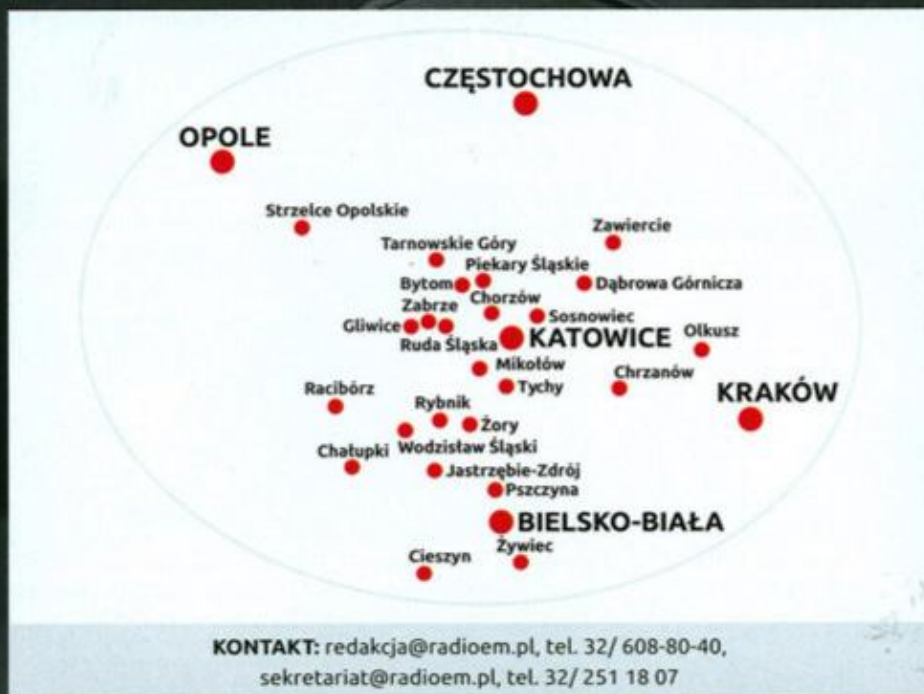 CZĘSTOCHOWA
OPOLE
Strzelce Opolskie
Zawiercie
Tarnowskie Góry
Piekary Śląskie
Bytom
Dąbrowa Górnicza
Chorzów
Zabrze
Sosnowiec
Gliwice
KATOWICE
Olkusz
Ruda Śląska
Mikołów
Chrzanów
Tychy
KRAKÓW
Racibórz
Rybnik
Żory
Wodzisław Śląski
Chałupki
Jastrzębie-Zdrój
Pszczyna
BIELSKO-BIAŁA
Żywiec
Cieszyn
KONTAKT: redakcja@radioem.pl, tel. 32/ 608-80-40,
sekretariat@radioem.pl, tel. 32/ 251 18 07